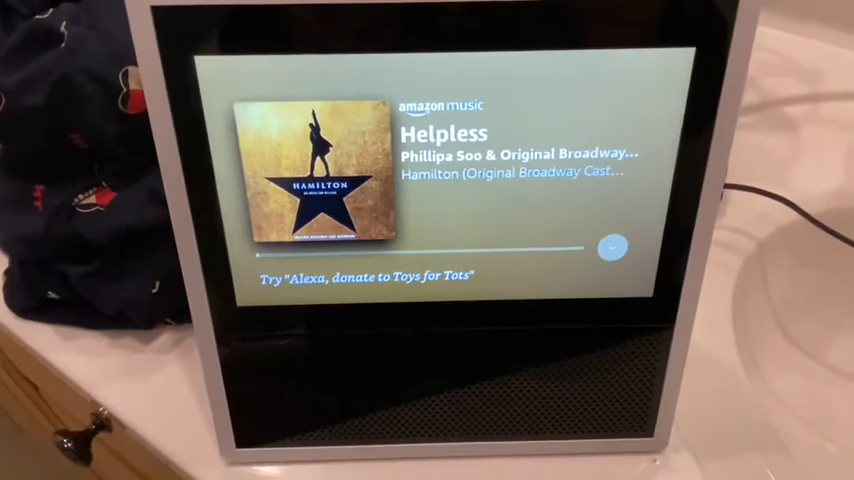 amazon music
Helpless
Phillipa Soo & Original Broadway...
Hamilton (Original Broadway Cast...
HAMILTON
Try "Alexa, donate to Toys for Tots"